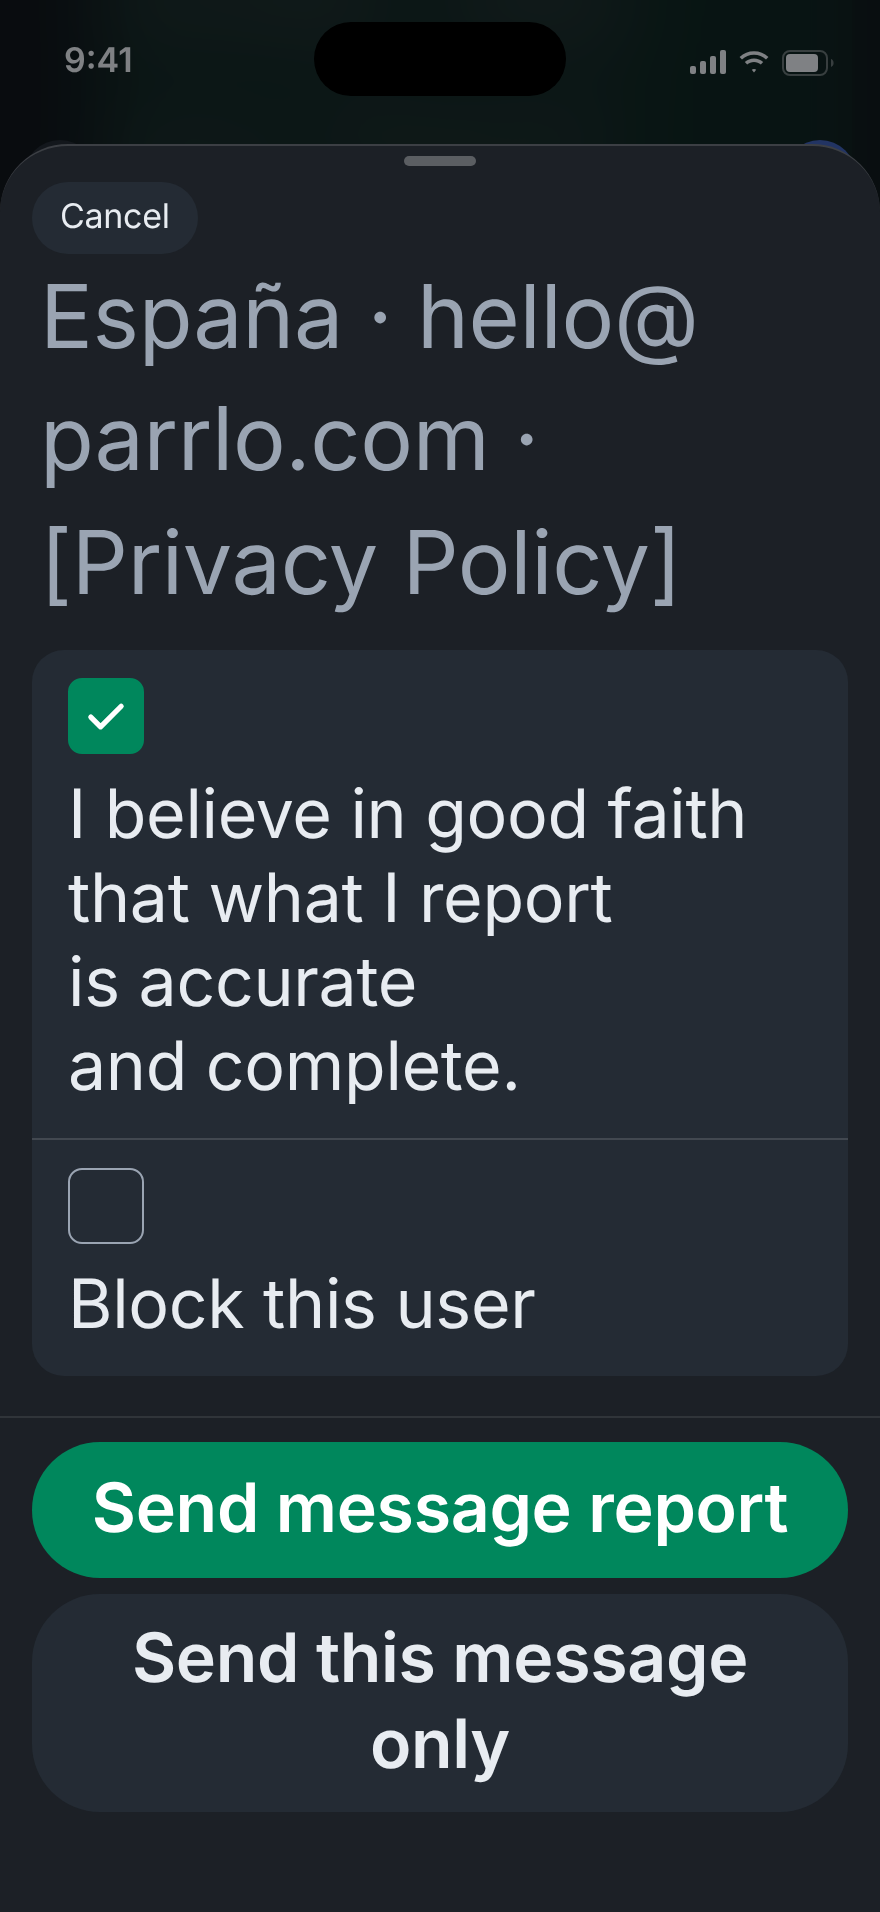 9:41
Cancel
España · hello@
parrlo.com ·
[Privacy Policy]
I believe in good faith
that what I report
is accurate
and complete.
Block this user
Send message report
Send this message
only